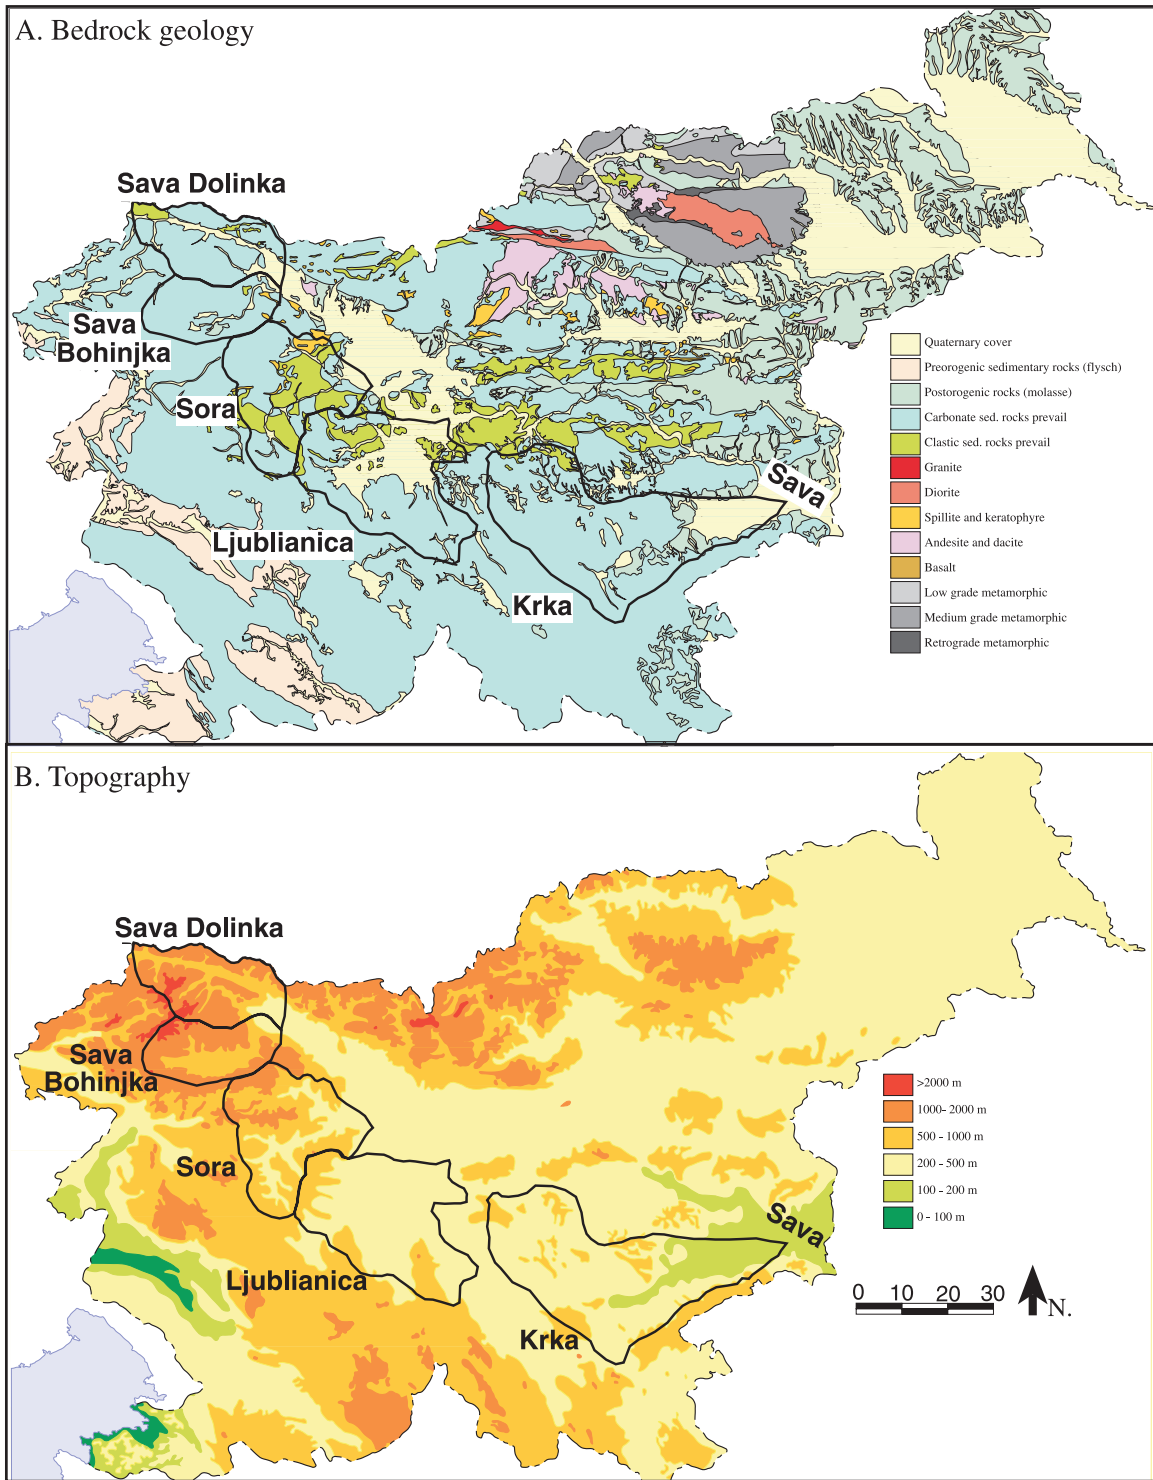 A. Bedrock geology
Sava Dolinka
Sava
Bohinjka
Sora
Ljublianica
Krka
Sava
Quaternary cover
Preorogenic sedimentary rocks (flysch)
Postorogenic rocks (molasse)
Carbonate sed. rocks prevail
Clastic sed. rocks prevail
Granite
Diorite
Spillite and keratophyre
Andesite and dacite
Basalt
Low grade metamorphic
Medium grade metamorphic
Retrograde metamorphic
B. Topography
Sava Dolinka
Sava
Bohinjka
Sora
Ljublianica
Krka
Sava
>2000 m
1000- 2000 m
500 - 1000 m
200 - 500 m
100 - 200 m
0 - 100 m
0 10 20 30
N.